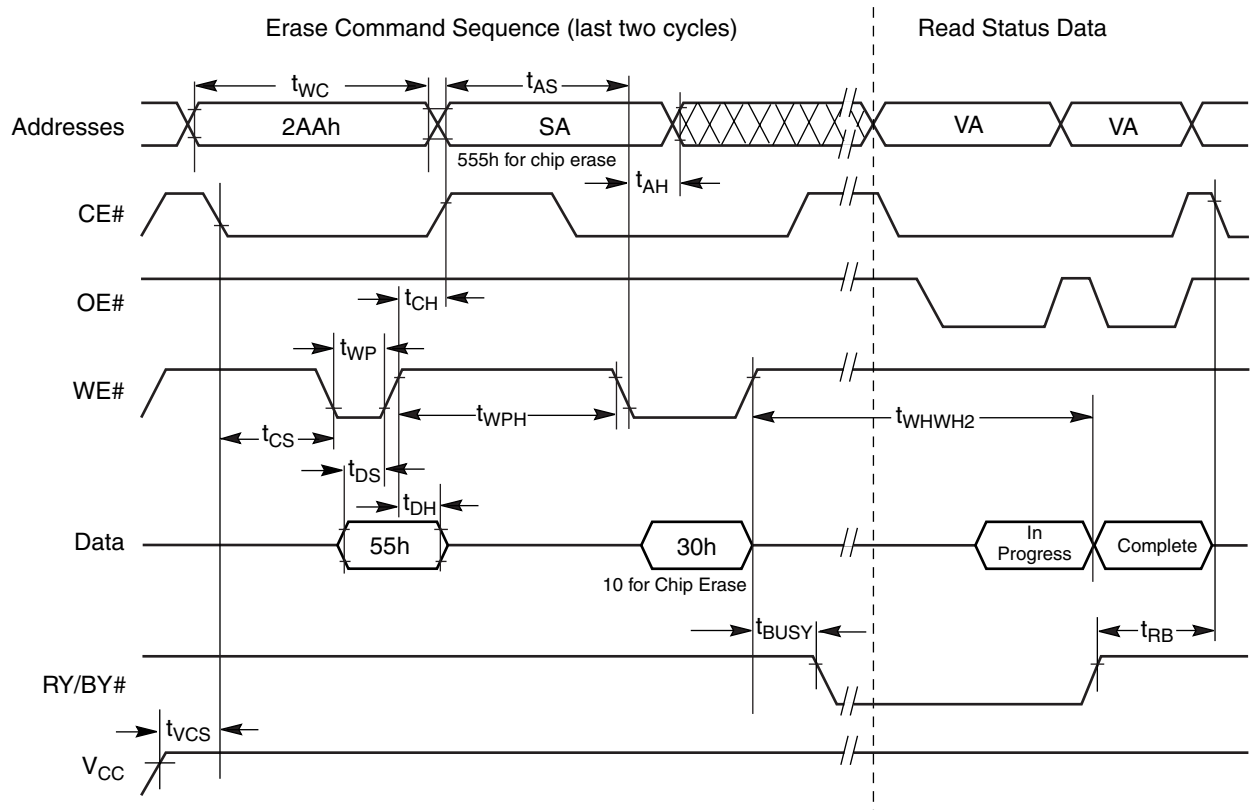 Erase Command Sequence (last two cycles)
Read Status Data
tWC
tAS
Addresses
2AAh
SA
VA
VA
555h for chip erase
tAH
CE#
OE#
tCH
tWP
WE#
tWPH
tWHWH2
tCS
tDS
tDH
Data
55h
30h
In
Progress
Complete
10 for Chip Erase
tBUSY
tRB
RY/BY#
tVCS
VCC